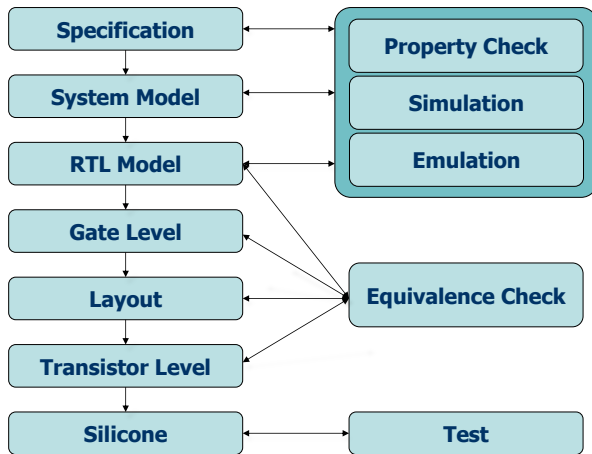 Specification
System Model
RTL Model
Gate Level
Layout
Transistor Level
Silicone
Property Check
Simulation
Emulation
Equivalence Check
Test